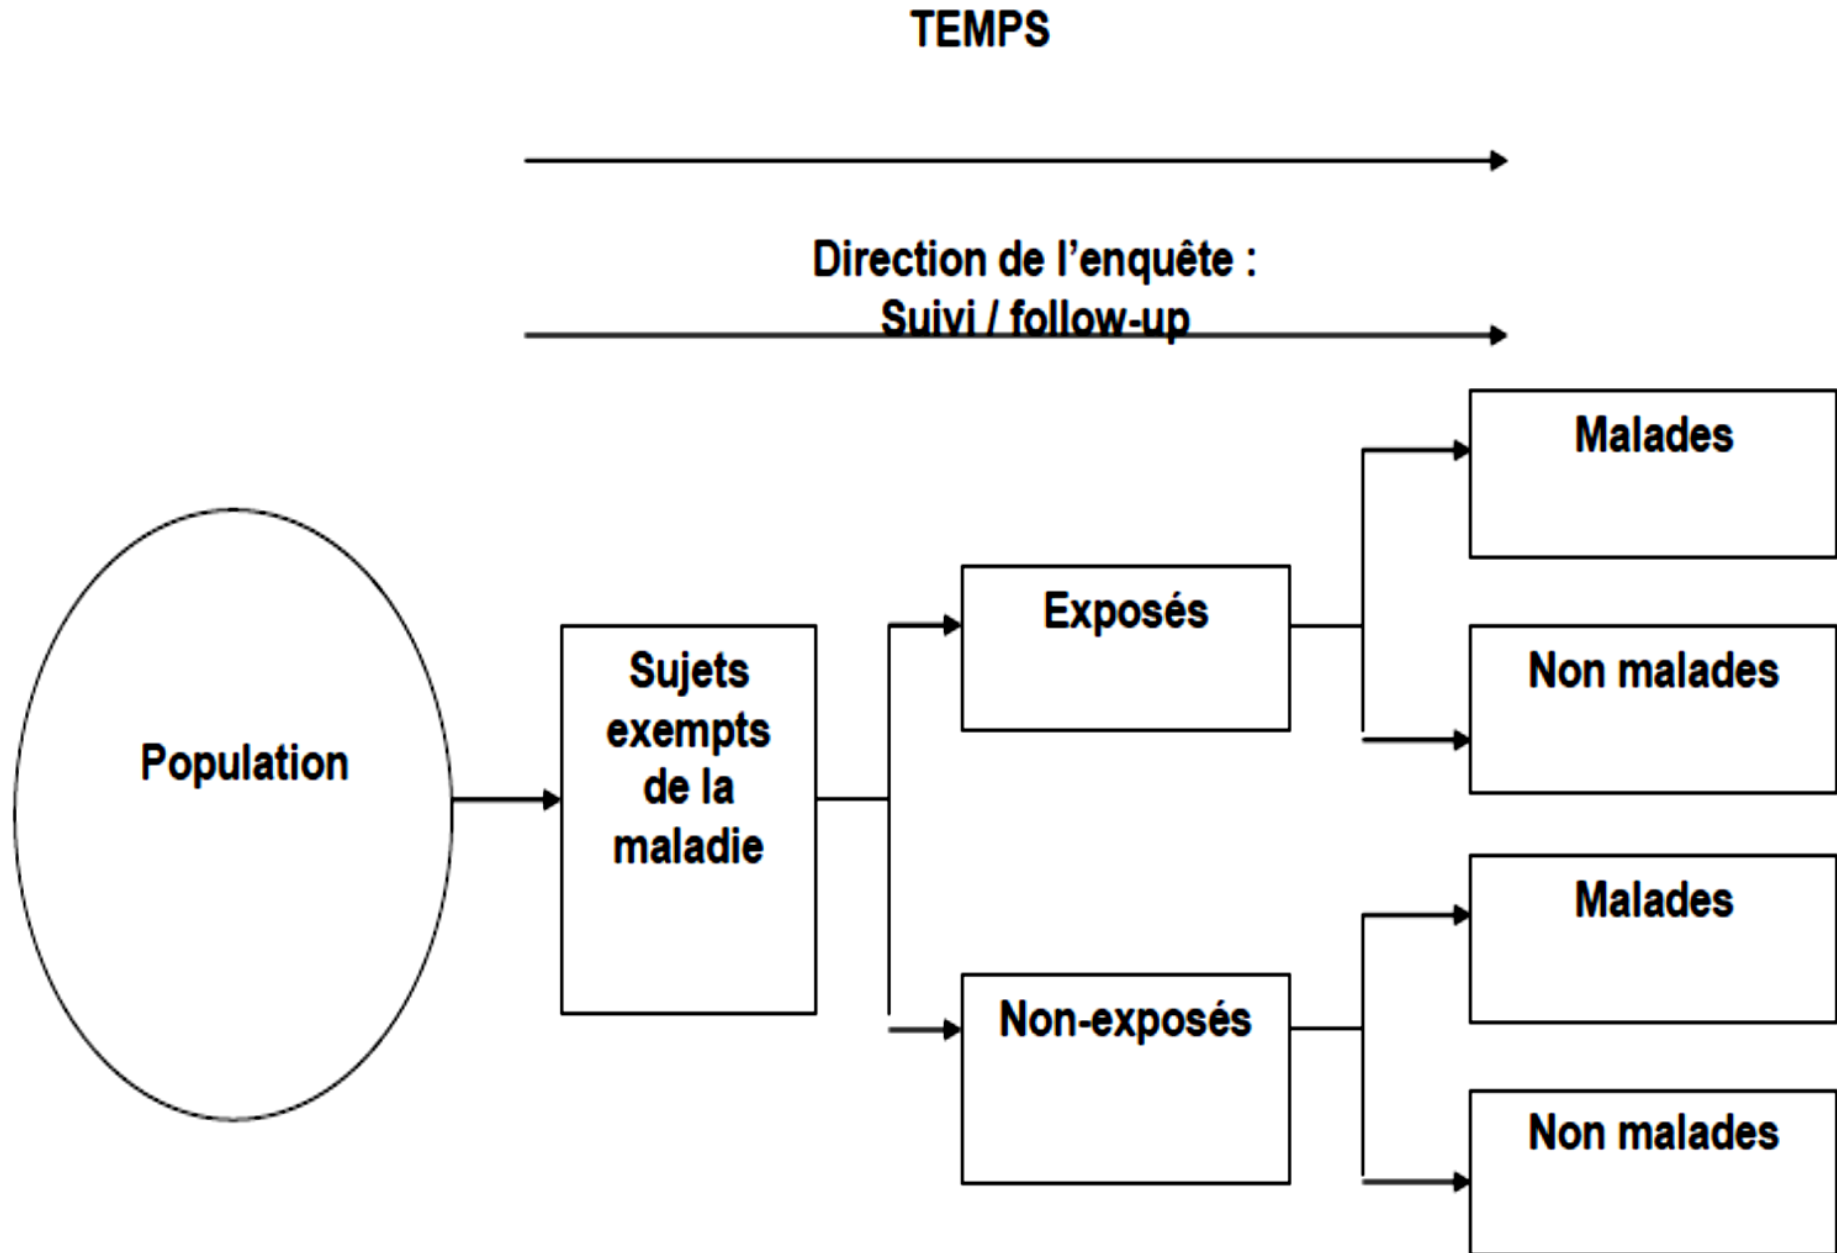 TEMPS
Direction de l'enquête :
Suivi / follow-up
Malades
Exposés
Non malades
Sujets
exempts
de la
maladie
Population
Malades
Non-exposés
Non malades